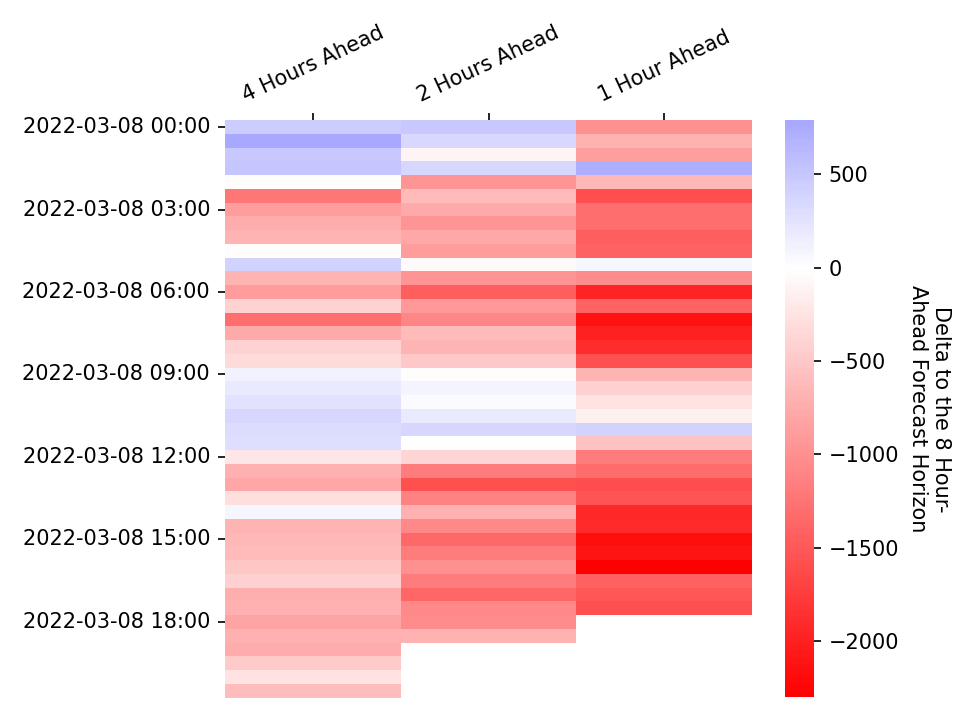 4 Hours Ahead
2 Hours Ahead
1 Hour Ahead
2022-03-08 00:00
2022-03-08 03:00
2022-03-08 06:00
2022-03-08 09:00
2022-03-08 12:00
2022-03-08 15:00
2022-03-08 18:00
500
0
−500
−1000
−1500
−2000
Delta to the 8 Hour-
Ahead Forecast Horizon